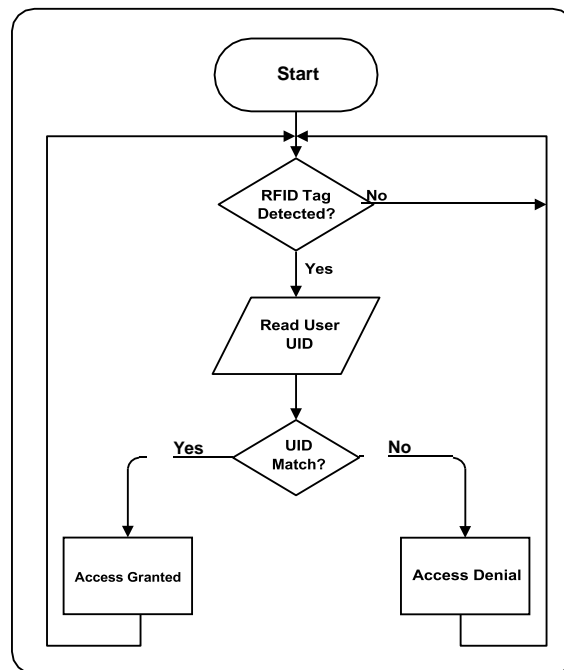 Start
RFID Tag
Detected?
No
Yes
Read User
UID
UID
Match?
Yes
No
Access Granted
Access Denial